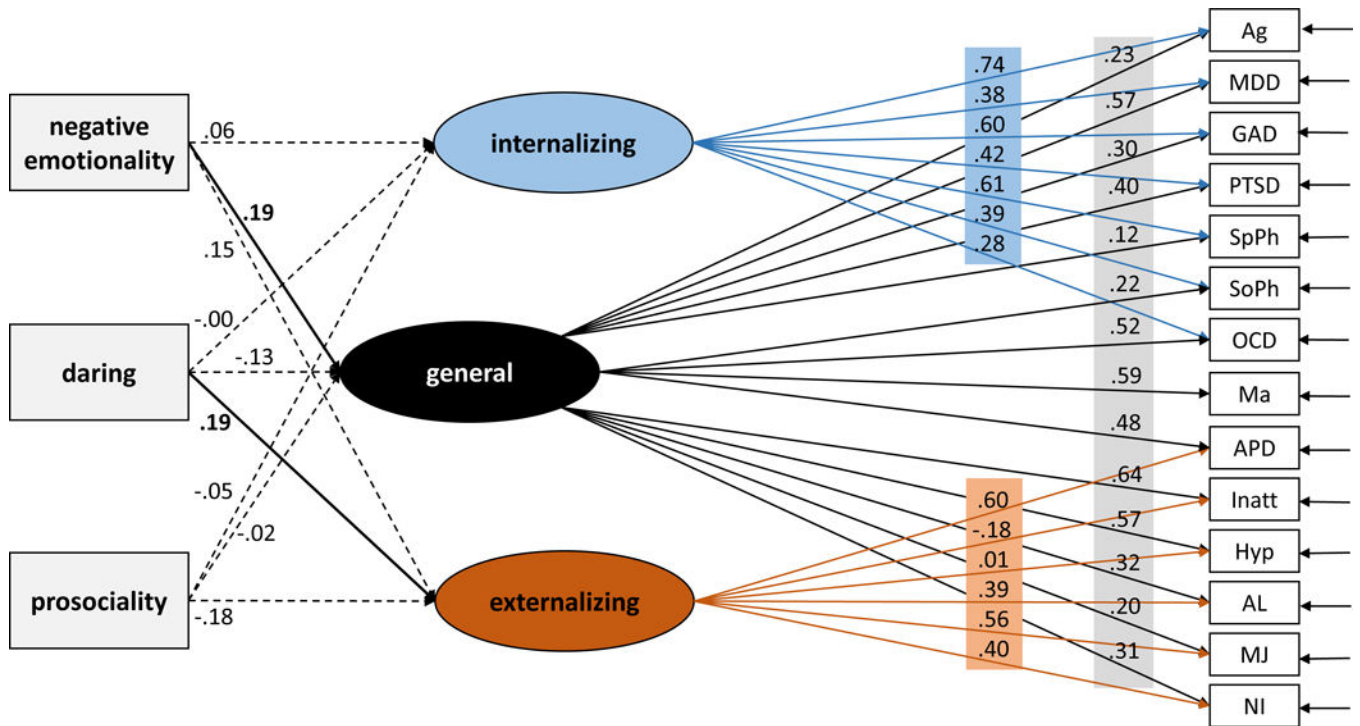 negative
emotionality
daring
prosociality
.06
.19
.15
-.00
-.13
.19
-.05
-.02
-.18
internalizing
general
externalizing
.74
.38
.60
.42
.61
.39
.28
.60
-.18
.01
.39
.56
.40
.23
.57
.30
.40
.12
.22
.52
.59
.48
.64
.57
.32
.20
.31
Ag
MDD
GAD
PTSD
SpPh
SoPh
OCD
Ma
APD
Inatt
Hyp
AL
MJ
NI